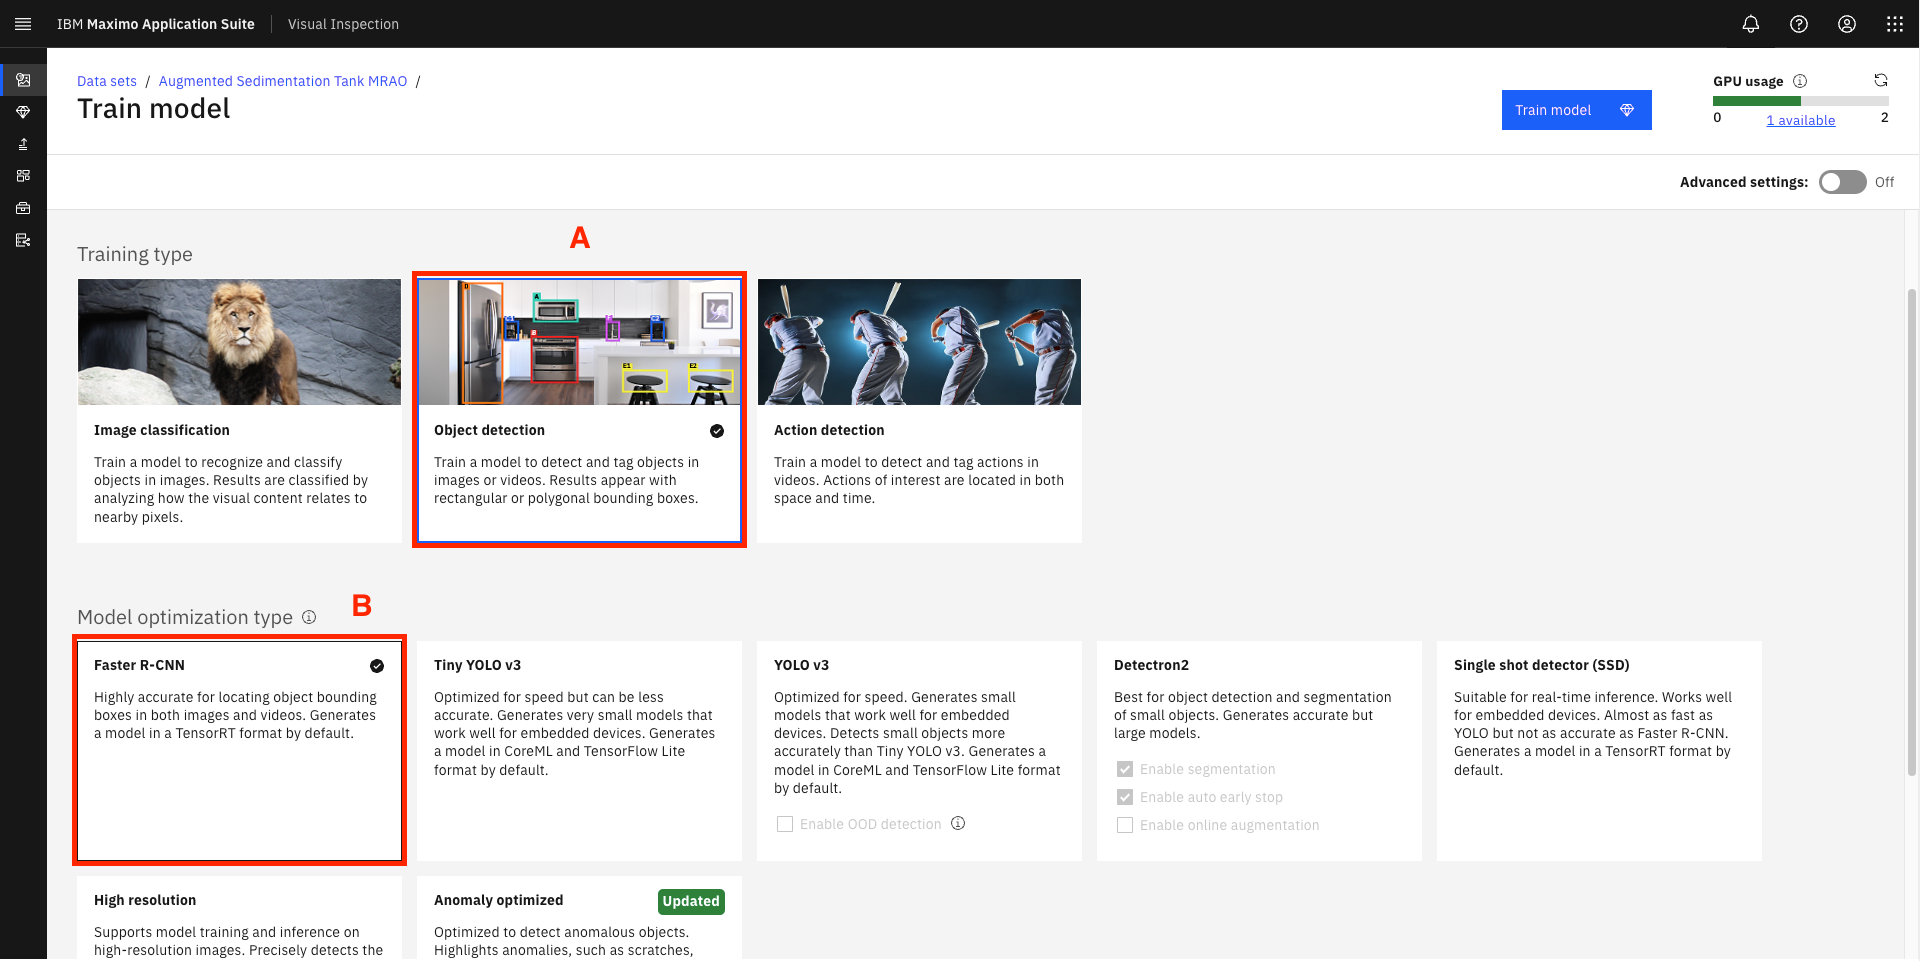 IBM Maximo Application Suite | Visual Inspection
Data sets / Augmented Sedimentation Tank MRAO /
Train model
Train model
GPU usage
0
1 available
2
Advanced settings:
Off
Training type
A
Image classification
Train a model to recognize and classify
objects in images. Results are classified by
analyzing how the visual content relates to
nearby pixels.
Object detection
Train a model to detect and tag objects in
images or videos. Results appear with
rectangular or polygonal bounding boxes.
Action detection
Train a model to detect and tag actions in
videos. Actions of interest are located in both
space and time.
Model optimization type
B
Faster R-CNN
Highly accurate for locating object bounding
boxes in both images and videos. Generates
a model in a TensorRT format by default.
Tiny YOLO v3
Optimized for speed but can be less
accurate. Generates very small models that
work well for embedded devices. Generates
a model in CoreML and TensorFlow Lite
format by default.
YOLO v3
Optimized for speed. Generates small
models that work well for embedded
devices. Detects small objects more
accurately than Tiny YOLO v3. Generates a
model in CoreML and TensorFlow Lite format
by default.
Enable OOD detection
Detectron2
Best for object detection and segmentation
of small objects. Generates accurate but
large models.
Enable segmentation
Enable auto early stop
Enable online augmentation
Single shot detector (SSD)
Suitable for real-time inference. Works well
for embedded devices. Almost as fast as
YOLO but not as accurate as Faster R-CNN.
Generates a model in a TensorRT format by
default.
High resolution
Supports model training and inference on
high-resolution images. Precisely detects the
Anomaly optimized
Updated
Optimized to detect anomalous objects.
Highlights anomalies, such as scratches,